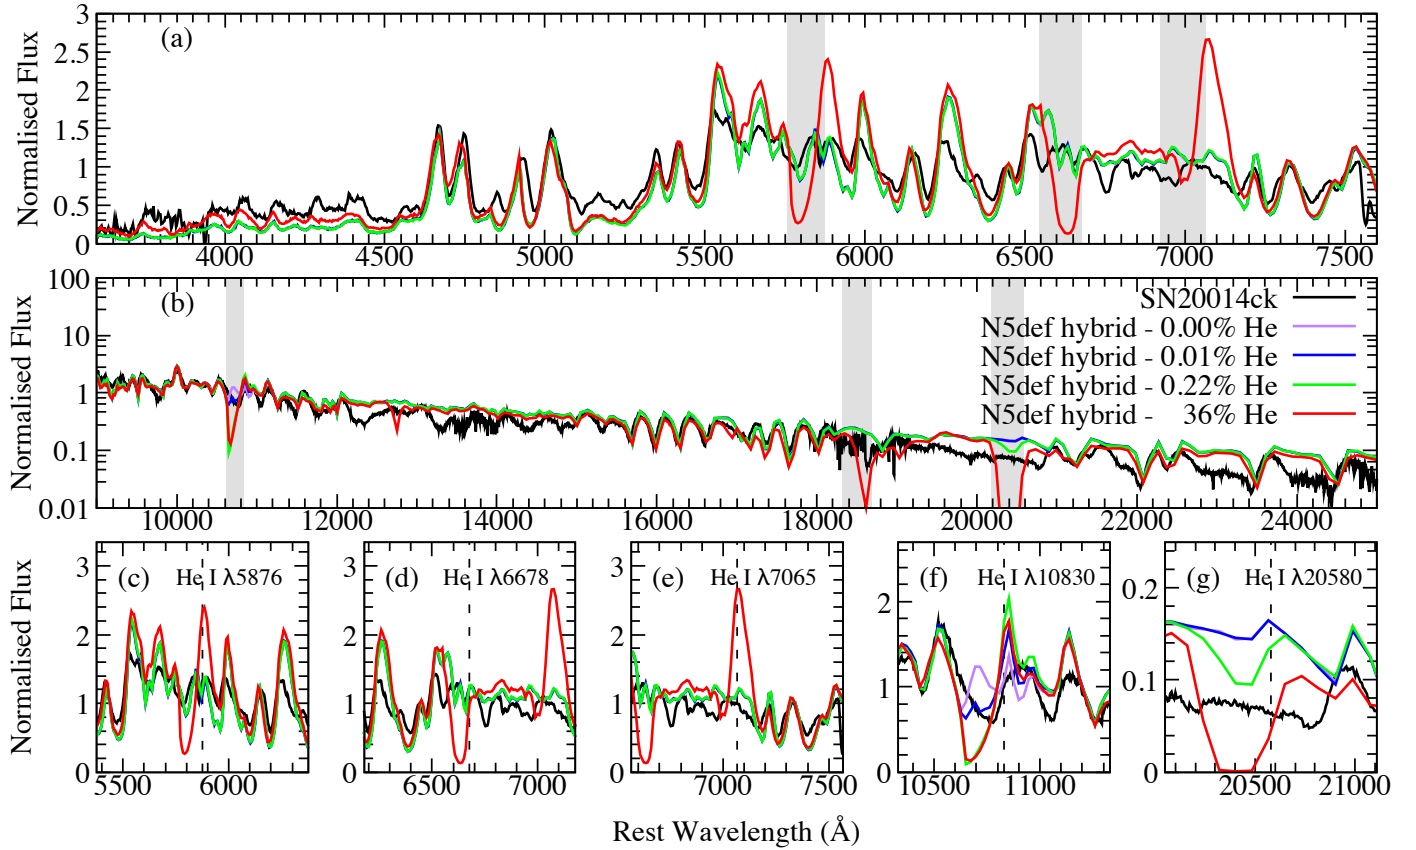 Normalised Flux
3
2.5
2
1.5
1
0.5
0
(a)
4000 4500 5000 5500 6000 6500 7000 7500
Normalised Flux
100
10
1
0.1
0.01
(b)
SN20014ck
N5def hybrid - 0.00% He
N5def hybrid - 0.01% He
N5def hybrid - 0.22% He
N5def hybrid - 36% He
10000 12000 14000 16000 18000 20000 22000 24000
Normalised Flux
3
2
1
0
(c) He I λ5876
5500 6000
3
2
1
0
(d) He I λ6678
6500 7000
3
2
1
0
(e) He I λ7065
7000 7500
2
1
0
(f) He I λ10830
10500 11000
0.2
0.1
0
(g) He I λ20580
20500 21000
Rest Wavelength (Å)